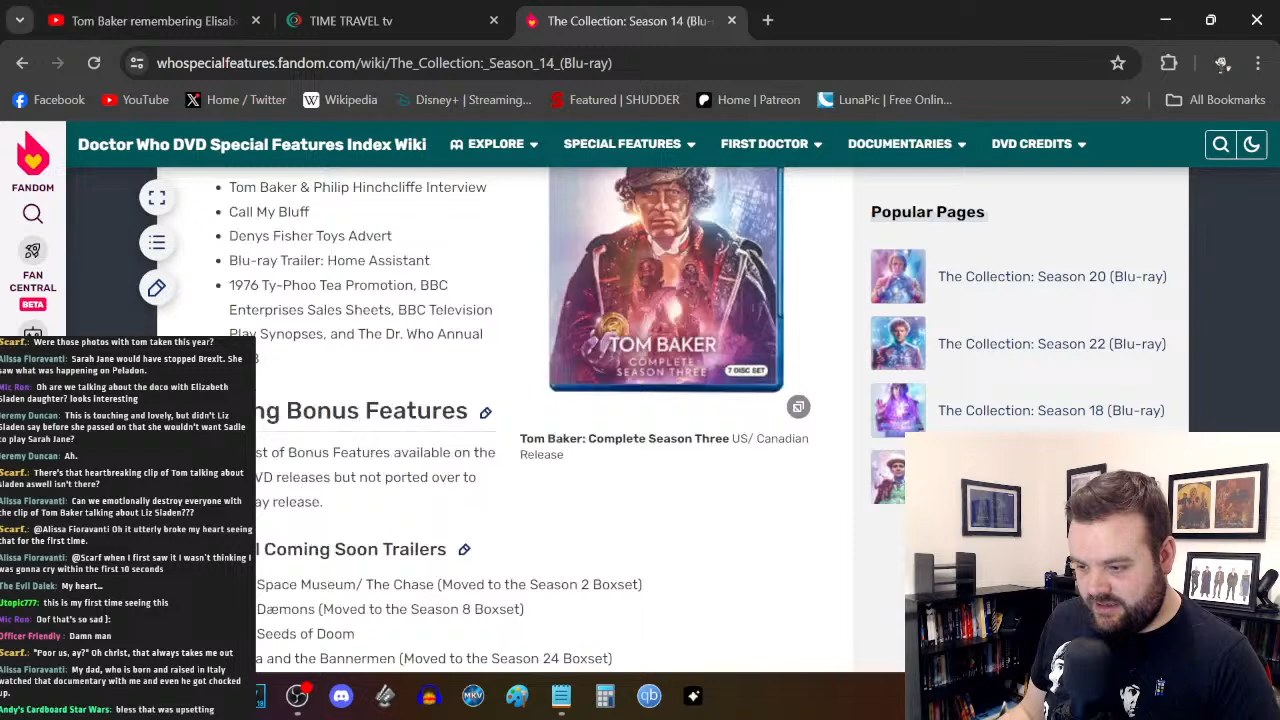 Tom Baker remembering Elisab
TIME TRAVEL tv
The Collection: Season 14 (Blu-r
whospecialfeatures.fandom.com/wiki/The_Collection:_Season_14_(Blu-ray)
Facebook
YouTube
Home / Twitter
Wikipedia
Disney+ | Streaming...
Featured | SHUDDER
Home | Patreon
LunaPic | Free Onlin...
All Bookmarks
Doctor Who DVD Special Features Index Wiki
EXPLORE
SPECIAL FEATURES
FIRST DOCTOR
DOCUMENTARIES
DVD CREDITS
FANDOM
FAN
CENTRAL
BETA
Tom Baker & Philip Hinchcliffe Interview
Call My Bluff
Denys Fisher Toys Advert
Blu-ray Trailer: Home Assistant
1976 Ty-Phoo Tea Promotion, BBC
Enterprises Sales Sheets, BBC Television
Play Synopses, and The Dr. Who Annual
ng Bonus Features
st of Bonus Features available on the
VD releases but not ported over to
ay release.
l Coming Soon Trailers
Space Museum/ The Chase (Moved to the Season 2 Boxset)
Dæmons (Moved to the Season 8 Boxset)
Seeds of Doom
a and the Bannermen (Moved to the Season 24 Boxset)
TOM BAKER
COMPLETE
SEASON THREE
7 DISC SET
Tom Baker: Complete Season Three US/ Canadian
Release
Popular Pages
The Collection: Season 20 (Blu-ray)
The Collection: Season 22 (Blu-ray)
The Collection: Season 18 (Blu-ray)
Scarf.: Were those photos with tom taken this year?
Alissa Fioravanti: Sarah Jane would have stopped Brexit. She
saw what was happening on Peladon.
Mic Ron: Oh are we talking about the doco with Elizabeth
Sladen daughter? looks interesting
Jeremy Duncan: This is touching and lovely, but didn't Liz
Sladen say before she passed on that she wouldn't want Sadie
to play Sarah Jane?
Jeremy Duncan: Ah.
Scarf.: There's that heartbreaking clip of Tom talking about
sladen aswell isn't there?
Alissa Fioravanti: Can we emotionally destroy everyone with
the clip of Tom Baker talking about Liz Sladen???
Scarf.: @Alissa Fioravanti Oh it utterly broke my heart seeing
that for the first time.
Alissa Fioravanti: @Scarf when I first saw it I wasn't thinking I
was gonna cry within the first 10 seconds
The Evil Dalek: My heart...
Utopic777: this is my first time seeing this
Mic Ron: Oof that's so sad ):
Officer Friendly : Damn man
Scarf.: "Poor us, ay?" Oh christ, that always takes me out
Alissa Fioravanti: My dad, who is born and raised in Italy
watched that documentary with me and even he got chocked
up.
Andy's Cardboard Star Wars: bless that was upsetting
MKV
qb